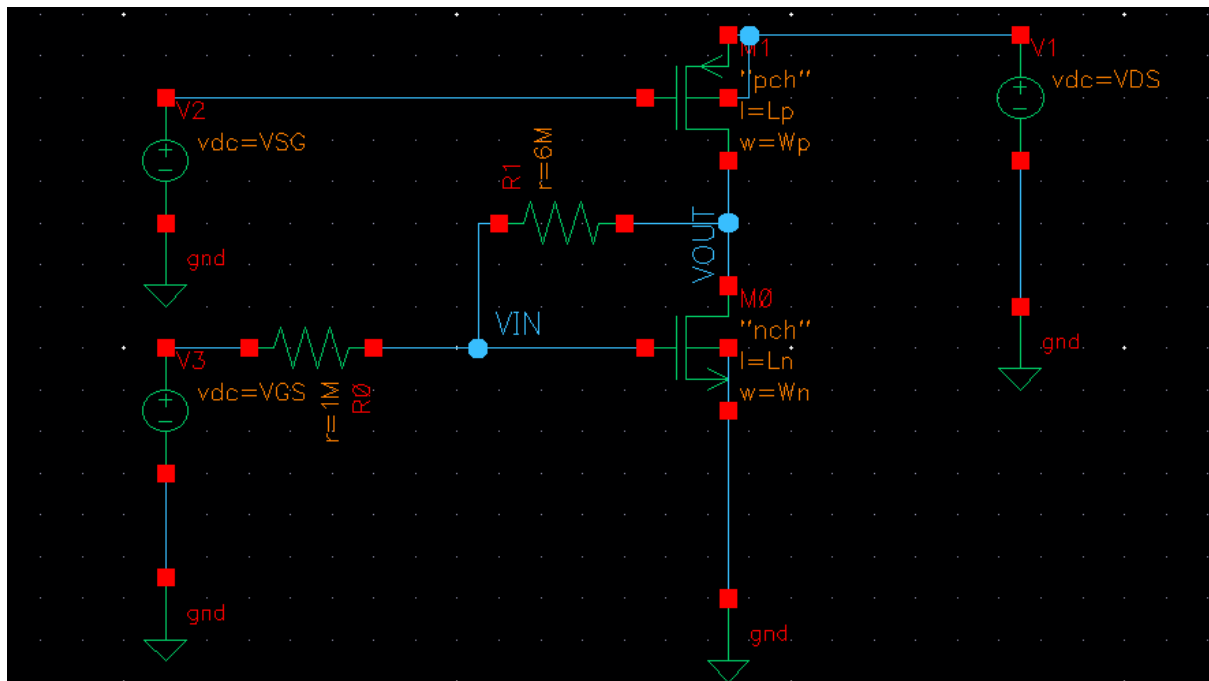 M1
V1
"pch"
vdc=VDS
V2
l=Lp
vdc=VSG
w=Wp
R1
r=6M
VOUT
gnd
M0
VIN
"nch"
gnd
V3
l=Ln
vdc=VGS
r=1M
R0
w=Wn
gnd
gnd